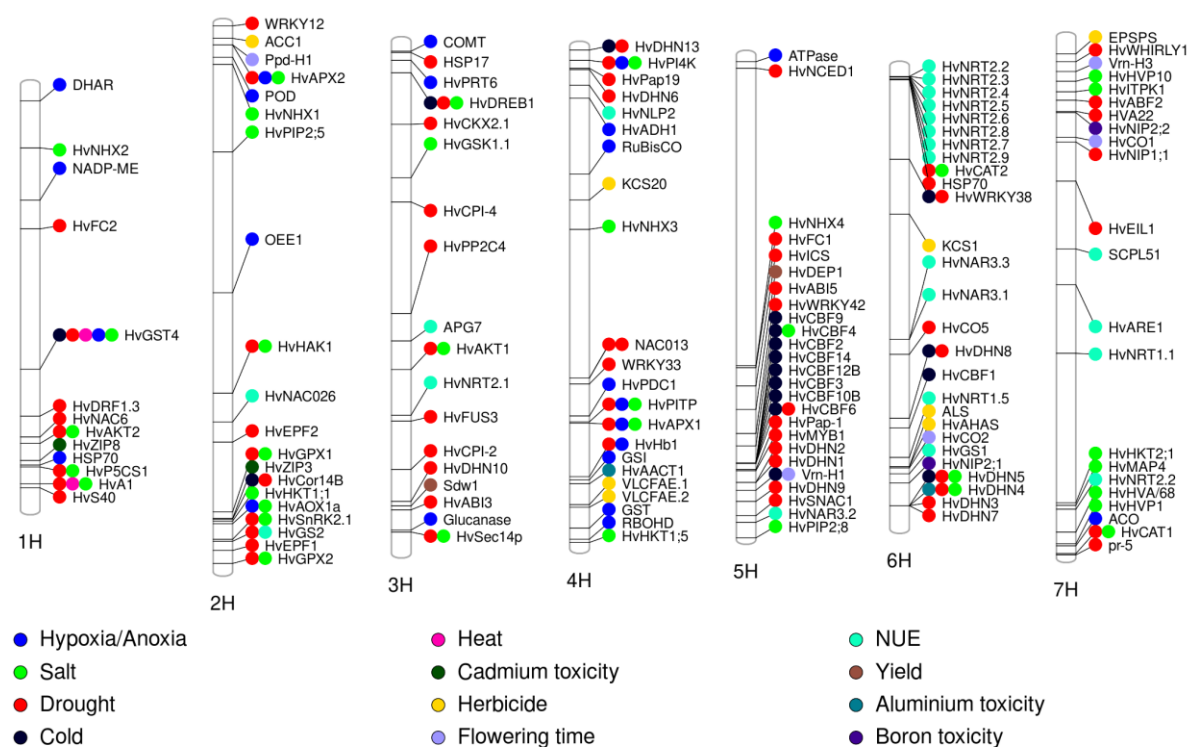 DHAR
HvNHX2
NADP-ME
HvFC2
HvGST4
HvDRF1.3
HvNAC6
HvAKT2
HvZIP8
HSP70
HvP5CS1
HvA1
HvS40
1H
WRKY12
ACC1
Ppd-H1
HvAPX2
POD
HvNHX1
HvPIP2;5
OEE1
HvHAK1
HvNAC026
HvEPF2
HvGPX1
HvZIP3
HvCor14B
HvHKT1;1
HvAOX1a
HvSnRK2.1
HvGS2
HvEPF1
HvGPX2
2H
COMT
HSP17
HvPRT6
HvDREB1
HvCKX2.1
HvGSK1.1
HvCPI-4
HvPP2C4
APG7
HvAKT1
HvNRT2.1
HvFUS3
HvCPI-2
HvDHN10
Sdw1
HvABI3
Glucanase
HvSec14p
3H
HvDHN13
HvPI4K
HvPap19
HvDHN6
HvNLP2
HvADH1
RuBisCO
KCS20
HvNHX3
NAC013
WRKY33
HvPDC1
HvPITP
HvAPX1
HvHb1
GSI
HvAACT1
VLCFAE.1
VLCFAE.2
GST
RBOHD
HvHKT1;5
4H
ATPase
HvNCED1
HvNHX4
HvFC1
HvICS
HvDEP1
HvABI5
HvWRKY42
HvCBF9
HvCBF4
HvCBF2
HvCBF14
HvCBF12B
HvCBF3
HvCBF10B
HvCBF6
HvPap-1
HvMYB1
HvDHN2
HvDHN1
Vrn-H1
HvDHN9
HvSNAC1
HvNAR3.2
HvPIP2;8
5H
HvNRT2.2
HvNRT2.3
HvNRT2.4
HvNRT2.5
HvNRT2.6
HvNRT2.8
HvNRT2.7
HvNRT2.9
HvCAT2
HSP70
HvWRKY38
KCS1
HvNAR3.3
HvNAR3.1
HvCO5
HvDHN8
HvCBF1
HvNRT1.5
ALS
HvAHAS
HvCO2
HvGS1
HvNIP2;1
HvDHN5
HvDHN4
HvDHN3
HvDHN7
6H
EPSPS
HvWHIRLY1
Vrn-H3
HvHVP10
HvITPK1
HvABF2
HVA22
HvNIP2;2
HvCO1
HvNIP1;1
HvEIL1
SCPL51
HvARE1
HvNRT1.1
HvHKT2;1
HvMAP4
HvNRT2.2
HvHVA/68
HvHVP1
ACO
HvCAT1
pr-5
7H
Hypoxia/Anoxia
Salt
Drought
Cold
Heat
Cadmium toxicity
Herbicide
Flowering time
NUE
Yield
Aluminium toxicity
Boron toxicity